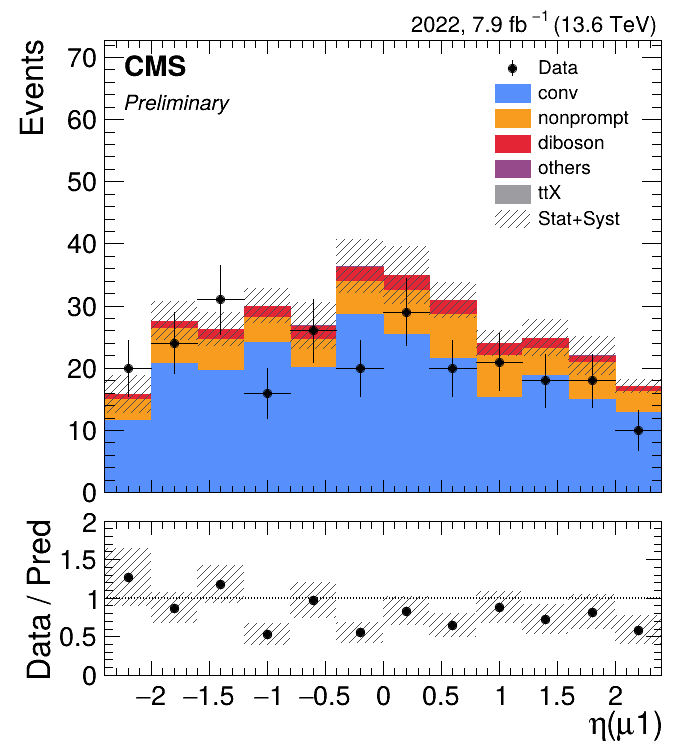 2022, 7.9 fb⁻¹ (13.6 TeV)
Events
70
60
50
40
30
20
10
0
CMS
Preliminary
Data
conv
nonprompt
diboson
others
ttX
Stat+Syst
Data / Pred
2
1.5
1
0.5
0
−2 −1.5 −1 −0.5 0 0.5 1 1.5 2
η(μ1)